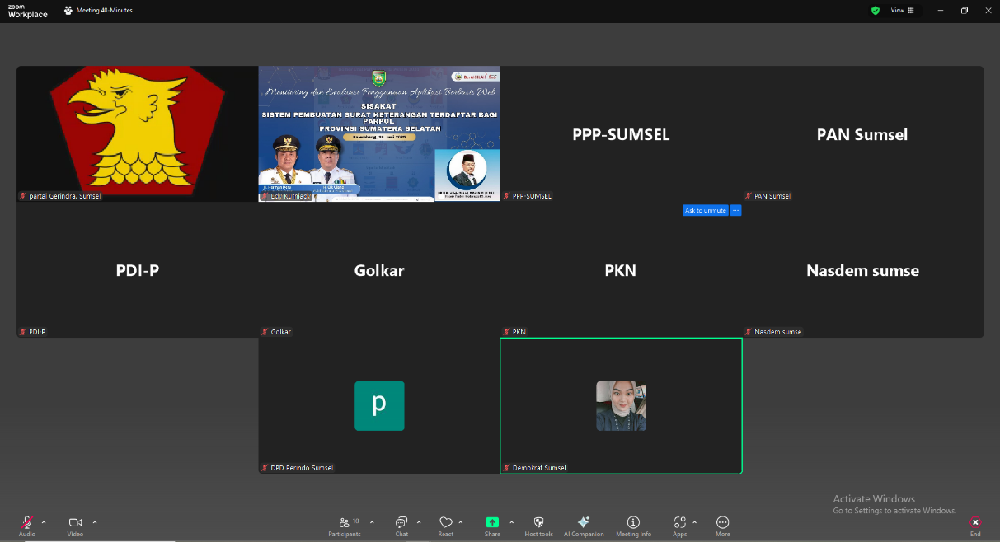 zoom
Workplace
Meeting 40-Minutes
View
BerAKHLAK
Monitoring dan Evaluasi Penggunaan Aplikasi Berbasis Web
SISAKAT
SISTEM PEMBUATAN SURAT KETERANGAN TERDAFTAR BAGI
PARPOL
PROVINSI SUMATERA SELATAN
H. Herman Deru
partai Gerindra. Sumsel
Edy Kurniady
PPP-SUMSEL
PPP-SUMSEL
PAN Sumsel
PAN Sumsel
Ask to unmute
PDI-P
PDI-P
Golkar
Golkar
PKN
PKN
Nasdem sumse
Nasdem sumse
p
DPD Perindo Sumsel
Demokrat Sumsel
Activate Windows
Go to Settings to activate Windows.
Audio
Video
10
Participants
Chat
React
Share
Host tools
AI Companion
Meeting info
Apps
More
End